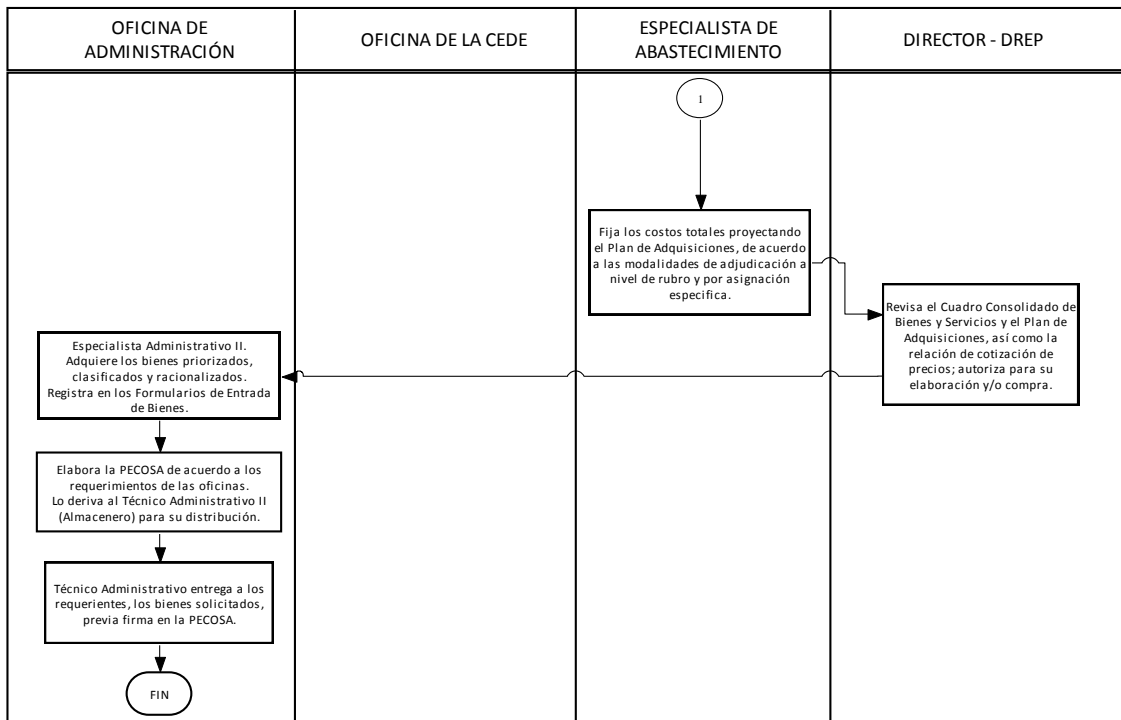 OFICINA DE
ADMINISTRACIÓN
OFICINA DE LA CEDE
ESPECIALISTA DE
ABASTECIMIENTO
DIRECTOR - DREP
1
Fija los costos totales proyectando
el Plan de Adquisiciones, de acuerdo
a las modalidades de adjudicación a
nivel de rubro y por asignación
especifica.
Revisa el Cuadro Consolidado de
Bienes y Servicios y el Plan de
Adquisiciones, así como la
relación de cotización de
precios; autoriza para su
elaboración y/o compra.
Especialista Administrativo II.
Adquiere los bienes priorizados,
clasificados y racionalizados.
Registra en los Formularios de Entrada
de Bienes.
Elabora la PECOSA de acuerdo a los
requerimientos de las oficinas.
Lo deriva al Técnico Administrativo II
(Almacenero) para su distribución.
Técnico Administrativo entrega a los
requerientes, los bienes solicitados,
previa firma en la PECOSA.
FIN